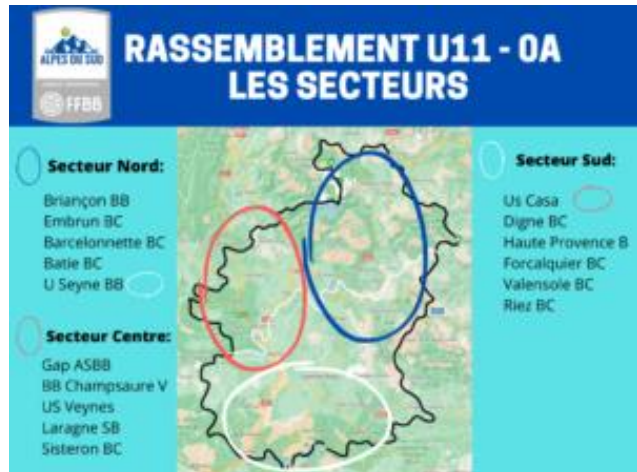 ALPES DU SUD
FFBB
RASSEMBLEMENT U11 - 0A
LES SECTEURS
Secteur Nord:
Briançon BB
Embrun BC
Barcelonnette BC
Batie BC
U Seyne BB
Secteur Centre:
Gap ASBB
BB Champsaure V
US Veynes
Laragne SB
Sisteron BC
Secteur Sud:
Us Casa
Digne BC
Haute Provence B
Forcalquier BC
Valensole BC
Riez BC